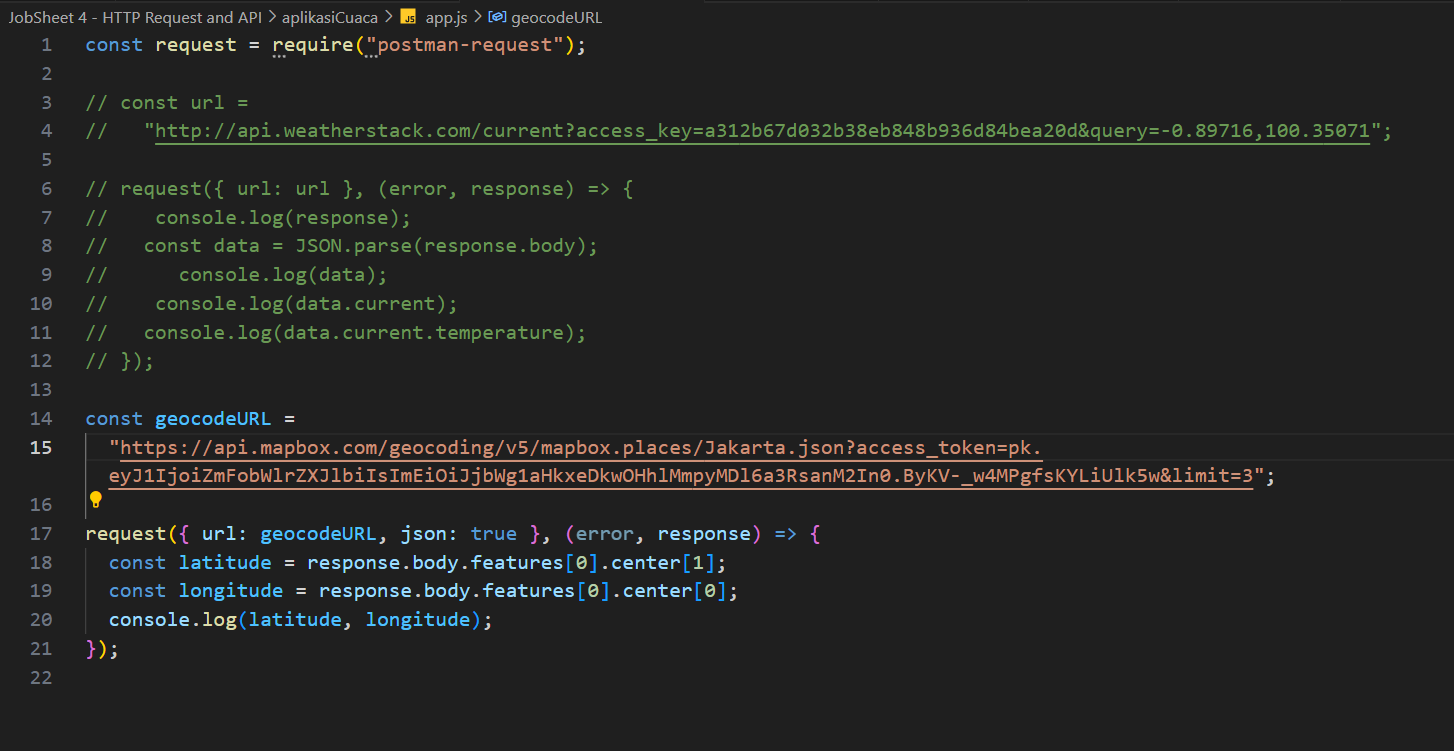 JobSheet 4 - HTTP Request and API > aplikasiCuaca > JS app.js > geocodeURL
1 const request = require("postman-request");
2
3 // const url =
4 //   "http://api.weatherstack.com/current?access_key=a312b67d032b38eb848b936d84bea20d&query=-0.89716,100.35071";
5
6 // request({ url: url }, (error, response) => {
7 //    console.log(response);
8 //   const data = JSON.parse(response.body);
9 //      console.log(data);
10 //    console.log(data.current);
11 //   console.log(data.current.temperature);
12 // });
13
14 const geocodeURL =
15   "https://api.mapbox.com/geocoding/v5/mapbox.places/Jakarta.json?access_token=pk.
eyJ1IjoiZmFobWlrZXJlbiIsImEiOiJjbWg1aHkxeDkwOHhlMmpyMDl6a3RsanM2In0.ByKV-_w4MPgfsKYLiUlk5w&limit=3";
16
17 request({ url: geocodeURL, json: true }, (error, response) => {
18   const latitude = response.body.features[0].center[1];
19   const longitude = response.body.features[0].center[0];
20   console.log(latitude, longitude);
21 });
22